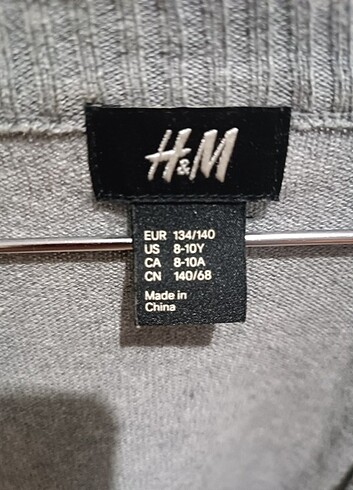 H&M
EUR 134/140
US 8-10Y
CA 8-10A
CN 140/68
Made in
China